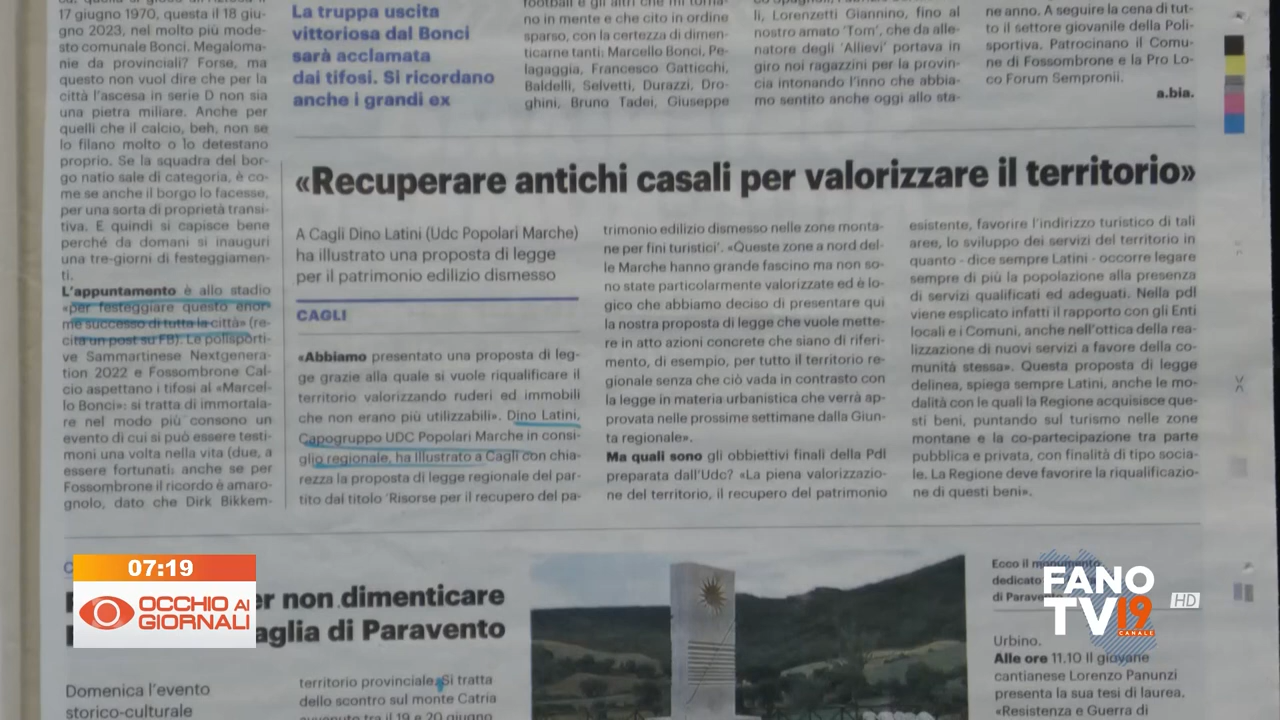 17 giugno 1970, questa il 18 giu-
gno 2023, nel molto più mode-
sto comunale Bonci. Megaloma-
nie da provinciali? Forse, ma
questo non vuol dire che per la
città l'ascesa in serie D non sia
una pietra miliare. Anche per
quelli che il calcio, beh, non se
lo filano molto o lo detestano
proprio. Se la squadra del bor-
go natio sale di categoria, è co-
me se anche il borgo lo facesse,
per una sorta di proprietà transi-
tiva. E quindi si capisce bene
perché da domani si inauguri
una tre-giorni di festeggiamen-
ti.
L'appuntamento è allo stadio
«per festeggiare questo enor-
me successo di tutta la città» (re-
cita un post su FB). Le polisporti-
ve Sammartinese Nextgenera-
tion 2022 e Fossombrone Cal-
cio aspettano i tifosi al «Marcel-
lo Bonci»: si tratta di immortala-
re nel modo più consono un
evento di cui si può essere testi-
moni una volta nella vita (due, a
essere fortunati: anche se per
Fossombrone il ricordo è amaro-
gnolo, dato che Dirk Bikkem-
La truppa uscita
vittoriosa dal Bonci
sarà acclamata
dai tifosi. Si ricordano
anche i grandi ex
football e gli altri che mi torna-
no in mente e che cito in ordine
sparso, con la certezza di dimen-
ticarne tanti: Marcello Bonci, Pe-
lagaggia, Francesco Gatticchi,
Baldelli, Selvetti, Durazzi, Dro-
ghini, Bruno Tadei, Giuseppe
li, Lorenzetti Giannino, fino al
nostro amato 'Tom', che da alle-
natore degli 'Allievi' portava in
giro noi ragazzini per la provin-
cia intonando l'inno che abbia-
mo sentito anche oggi allo sta-
ne anno. A seguire la cena di tut-
to il settore giovanile della Poli-
sportiva. Patrocinano il Comu-
ne di Fossombrone e la Pro Lo-
co Forum Sempronii.
a.bia.
«Recuperare antichi casali per valorizzare il territorio»
A Cagli Dino Latini (Udc Popolari Marche)
ha illustrato una proposta di legge
per il patrimonio edilizio dismesso
CAGLI
«Abbiamo presentato una proposta di leg-
ge grazie alla quale si vuole riqualificare il
territorio valorizzando ruderi ed immobili
che non erano più utilizzabili». Dino Latini,
Capogruppo UDC Popolari Marche in consi-
glio regionale, ha illustrato a Cagli con chia-
rezza la proposta di legge regionale del par-
tito dal titolo 'Risorse per il recupero del pa-
trimonio edilizio dismesso nelle zone monta-
ne per fini turistici'. «Queste zone a nord del-
le Marche hanno grande fascino ma non so-
no state particolarmente valorizzate ed è lo-
gico che abbiamo deciso di presentare qui
la nostra proposta di legge che vuole mette-
re in atto azioni concrete che siano di riferi-
mento, di esempio, per tutto il territorio re-
gionale senza che ciò vada in contrasto con
la legge in materia urbanistica che verrà ap-
provata nelle prossime settimane dalla Giun-
ta regionale».
Ma quali sono gli obbiettivi finali della Pdl
preparata dall'Udc? «La piena valorizzazio-
ne del territorio, il recupero del patrimonio
esistente, favorire l'indirizzo turistico di tali
aree, lo sviluppo dei servizi del territorio in
quanto - dice sempre Latini - occorre legare
sempre di più la popolazione alla presenza
di servizi qualificati ed adeguati. Nella pdl
viene esplicato infatti il rapporto con gli Enti
locali e i Comuni, anche nell'ottica della rea-
lizzazione di nuovi servizi a favore della co-
munità stessa». Questa proposta di legge
delinea, spiega sempre Latini, anche le mo-
dalità con le quali la Regione acquisisce que-
sti beni, puntando sul turismo nelle zone
montane e la co-partecipazione tra parte
pubblica e privata, con finalità di tipo socia-
le. La Regione deve favorire la riqualificazio-
ne di questi beni».
er non dimenticare
aglia di Paravento
Domenica l'evento
storico-culturale
territorio provinciale. Si tratta
dello scontro sul monte Catria
avvenuto tra il 19 e 20 giugno
Ecco il monumento
dedicato
di Parave
Urbino.
Alle ore 11.10 Il giovane
cantianese Lorenzo Panunzi
presenta la sua tesi di laurea.
«Resistenza e Guerra di
07:19
OCCHIO AI
GIORNALI
FANO
TV19
CANALE
HD